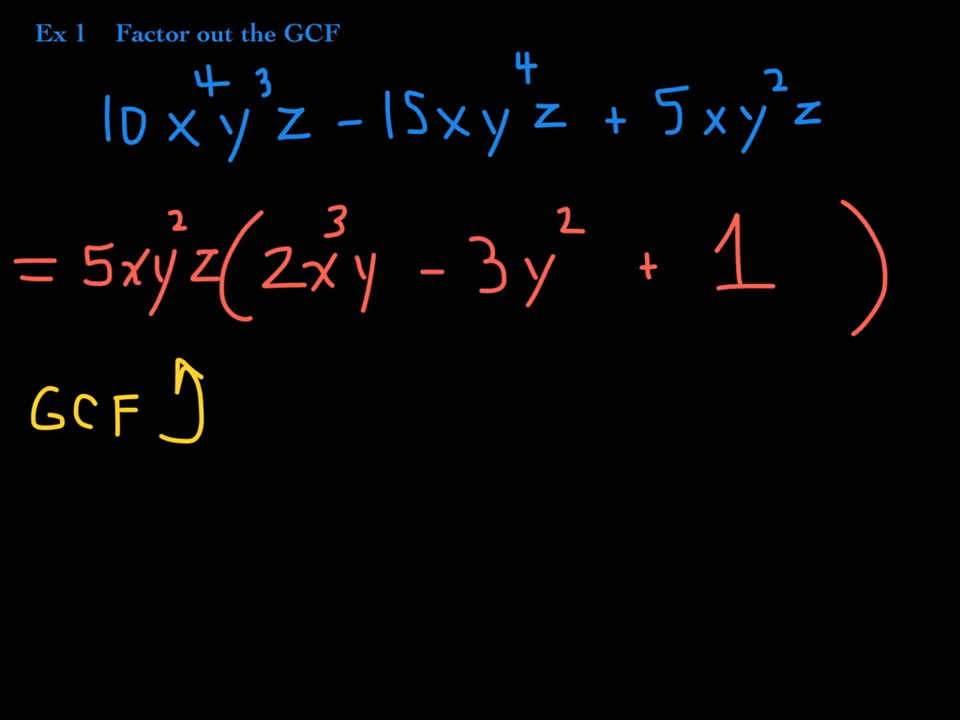 Ex 1 Factor out the GCF
10x⁴y³z - 15xy⁴z + 5xy²z
= 5xy²z(2x³y - 3y² + 1)
GCF